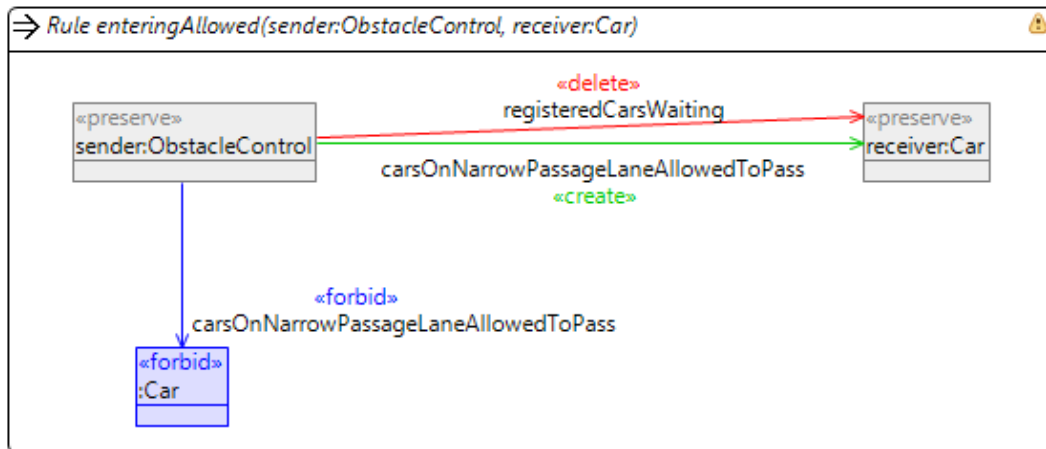 Rule enteringAllowed(sender:ObstacleControl, receiver:Car)
«delete»
registeredCarsWaiting
«preserve»
sender:ObstacleControl
«preserve»
receiver:Car
carsOnNarrowPassageLaneAllowedToPass
«create»
«forbid»
carsOnNarrowPassageLaneAllowedToPass
«forbid»
:Car